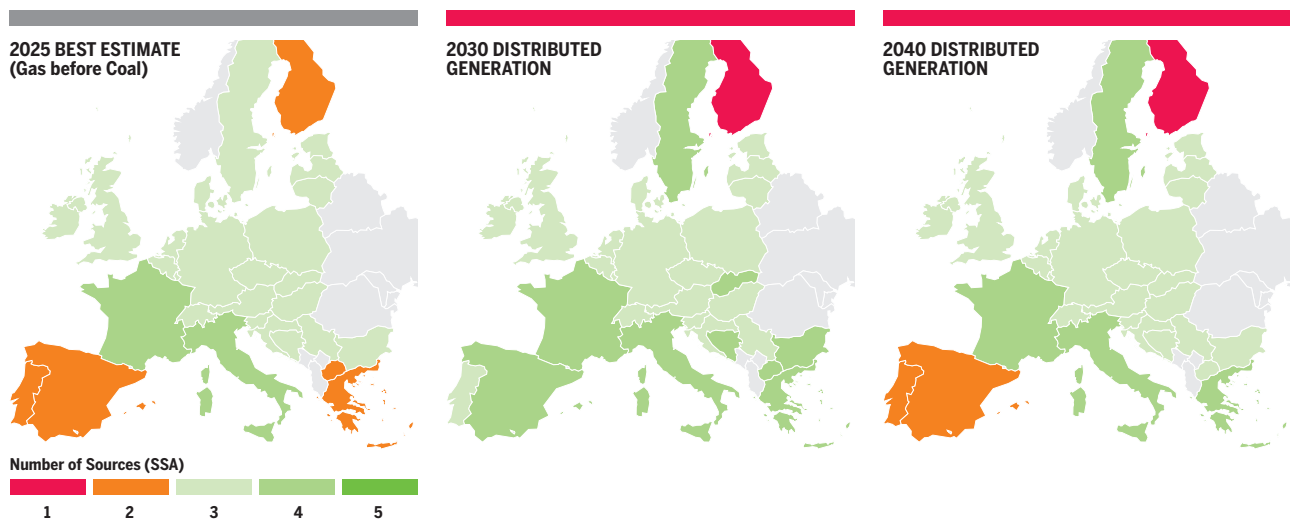 2025 BEST ESTIMATE
(Gas before Coal)
2030 DISTRIBUTED
GENERATION
2040 DISTRIBUTED
GENERATION
Number of Sources (SSA)
1 2 3 4 5